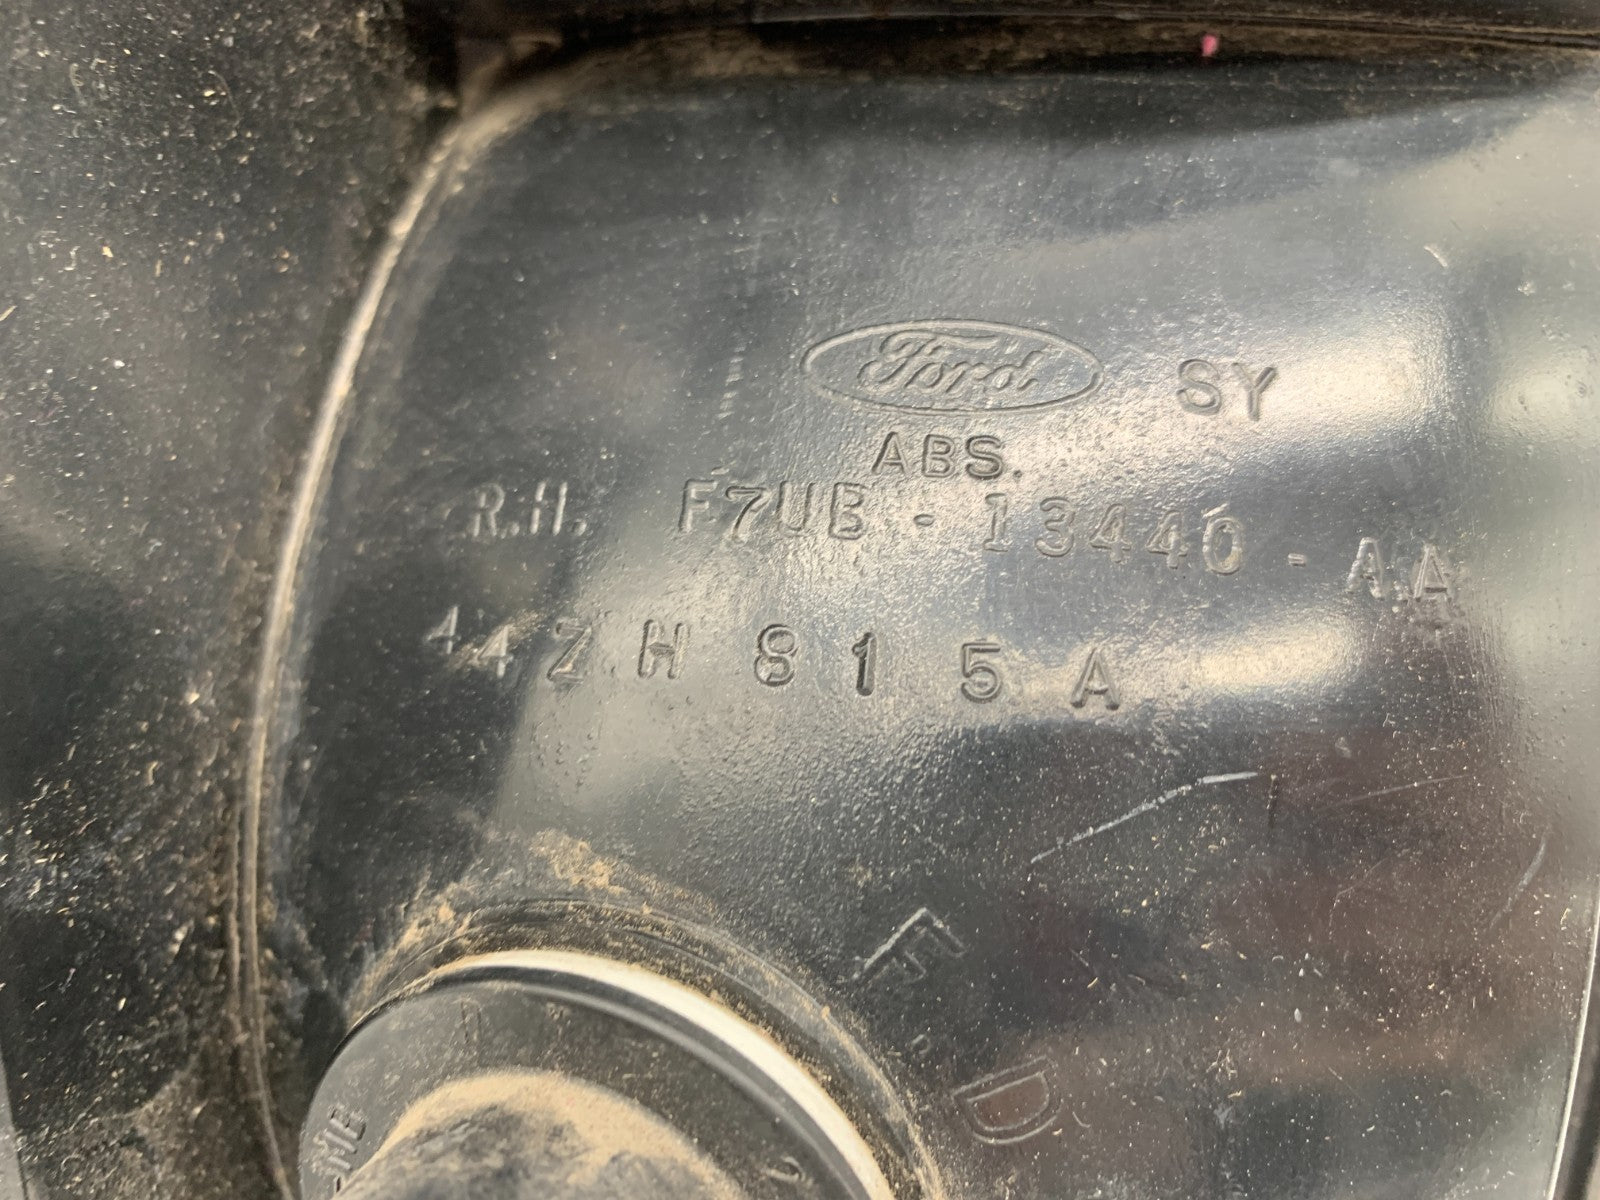 Ford SY
ABS.
R.H. F7UB - 13440 - AA
44ZH815A
F
D